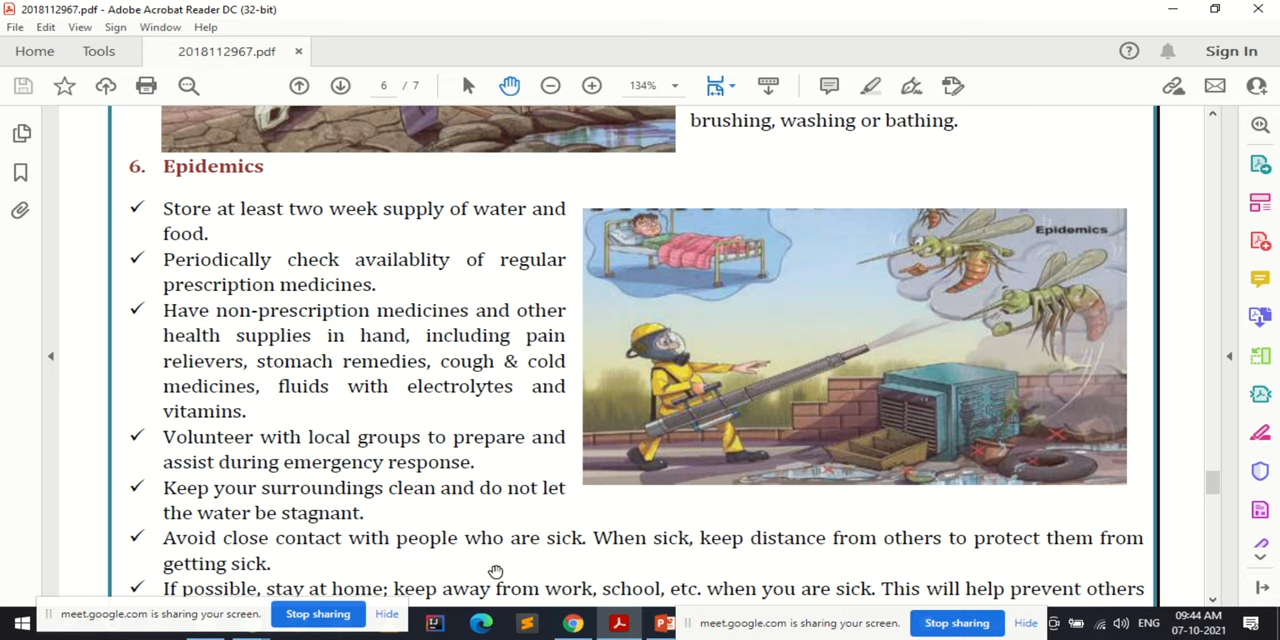 2018112967.pdf - Adobe Acrobat Reader DC (32-bit)
File Edit View Sign Window Help
Home Tools 2018112967.pdf × Sign In
6 / 7 134%
brushing, washing or bathing.
6. Epidemics
✓ Store at least two week supply of water and
food.
✓ Periodically check availablity of regular
prescription medicines.
✓ Have non-prescription medicines and other
health supplies in hand, including pain
relievers, stomach remedies, cough & cold
medicines, fluids with electrolytes and
vitamins.
✓ Volunteer with local groups to prepare and
assist during emergency response.
✓ Keep your surroundings clean and do not let
the water be stagnant.
Epidemics
✓ Avoid close contact with people who are sick. When sick, keep distance from others to protect them from
getting sick.
✓ If possible, stay at home; keep away from work, school, etc. when you are sick. This will help prevent others
meet.google.com is sharing your screen. Stop sharing Hide
meet.google.com is sharing your screen. Stop sharing Hide
ENG
09:44 AM
07-10-2021